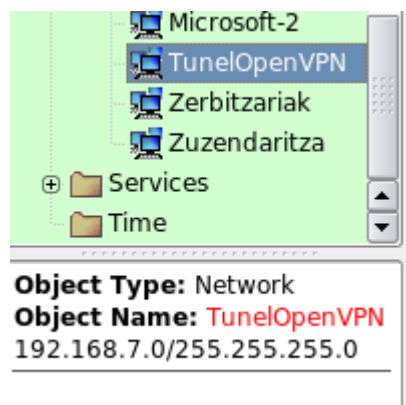 Microsoft-2
TunelOpenVPN
Zerbitzariak
Zuzendaritza
Services
Time
Object Type: Network
Object Name: TunelOpenVPN
192.168.7.0/255.255.255.0